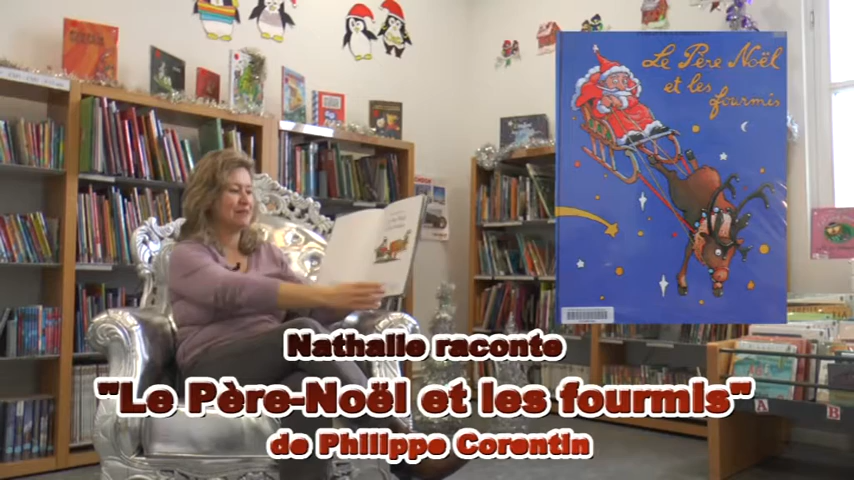 Le Père Noël
et les
fourmis
Nathalie raconte
"Le Père-Noël et les fourmis"
de Philippe Corentin
A
B